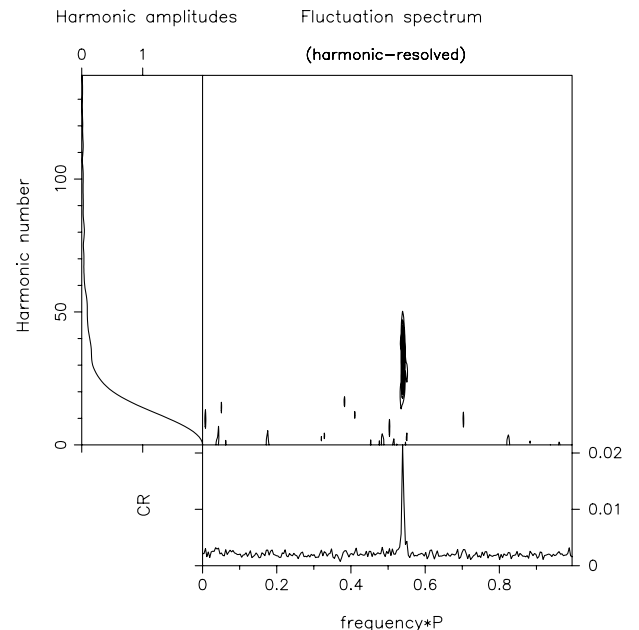 Harmonic amplitudes Fluctuation spectrum
0 1 (harmonic-resolved)
Harmonic number
100
50
0
CR
0.02
0.01
0
0 0.2 0.4 0.6 0.8
frequency*P